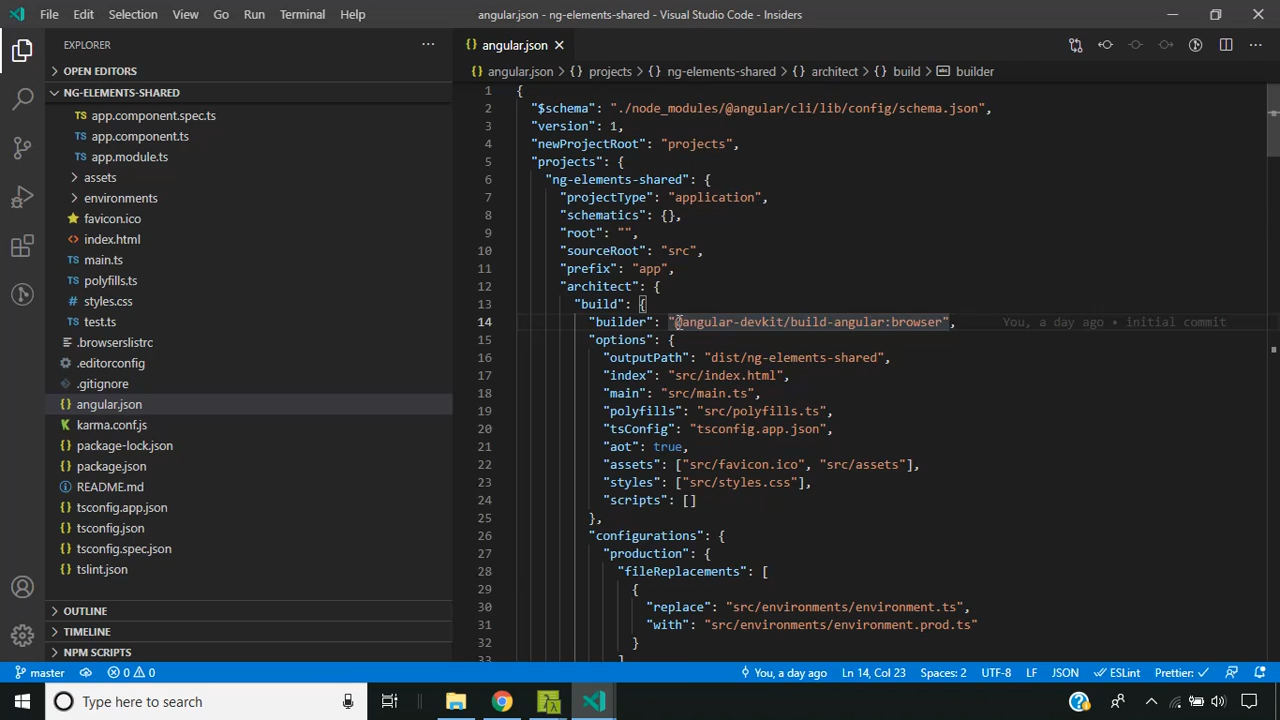 File Edit Selection View Go Run Terminal Help angular.json - ng-elements-shared - Visual Studio Code - Insiders
EXPLORER
OPEN EDITORS
NG-ELEMENTS-SHARED
TS app.component.spec.ts
TS app.component.ts
TS app.module.ts
assets
environments
favicon.ico
<> index.html
TS main.ts
TS polyfills.ts
styles.css
TS test.ts
.browserslistrc
.editorconfig
.gitignore
{} angular.json
karma.conf.js
{} package-lock.json
{} package.json
README.md
{} tsconfig.app.json
{} tsconfig.json
{} tsconfig.spec.json
{} tslint.json
OUTLINE
TIMELINE
NPM SCRIPTS
{} angular.json
{} angular.json > {} projects > {} ng-elements-shared > {} architect > {} build > builder
1 {
2 "$schema": "./node_modules/@angular/cli/lib/config/schema.json",
3 "version": 1,
4 "newProjectRoot": "projects",
5 "projects": {
6 "ng-elements-shared": {
7 "projectType": "application",
8 "schematics": {},
9 "root": "",
10 "sourceRoot": "src",
11 "prefix": "app",
12 "architect": {
13 "build": {
14 "builder": "@angular-devkit/build-angular:browser", You, a day ago • initial commit
15 "options": {
16 "outputPath": "dist/ng-elements-shared",
17 "index": "src/index.html",
18 "main": "src/main.ts",
19 "polyfills": "src/polyfills.ts",
20 "tsConfig": "tsconfig.app.json",
21 "aot": true,
22 "assets": ["src/favicon.ico", "src/assets"],
23 "styles": ["src/styles.css"],
24 "scripts": []
25 },
26 "configurations": {
27 "production": {
28 "fileReplacements": [
29 {
30 "replace": "src/environments/environment.ts",
31 "with": "src/environments/environment.prod.ts"
32 }
33 ]
master 0 0 You, a day ago Ln 14, Col 23 Spaces: 2 UTF-8 LF JSON ESLint Prettier: ✓
Type here to search